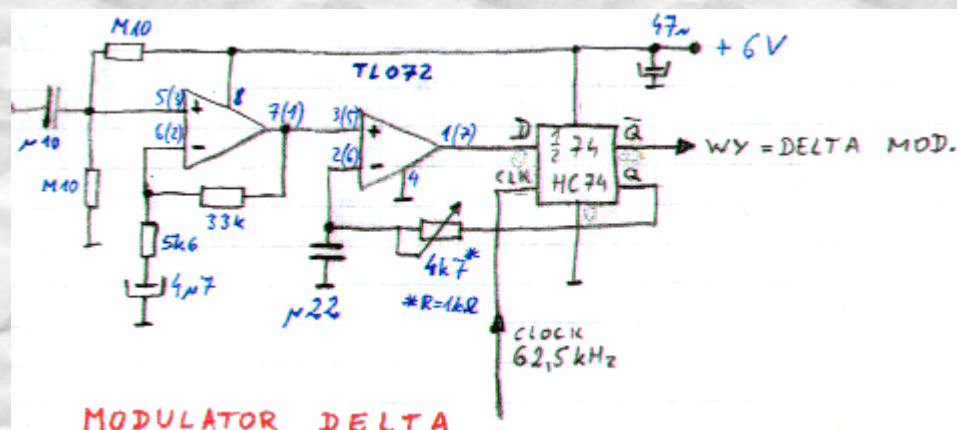 M10
47µ
+ 6V
TL072
5(3)
+
8
7(1)
3(5)
+
1(7)
D
1/2 74
HC74
Q̄
WY = DELTA MOD.
6(2)
-
2(6)
-
4
CLK
Q
µ10
M10
33k
5k6
4µ7
4k7*
*R=1kΩ
µ22
CLOCK
62,5kHz
MODULATOR DELTA